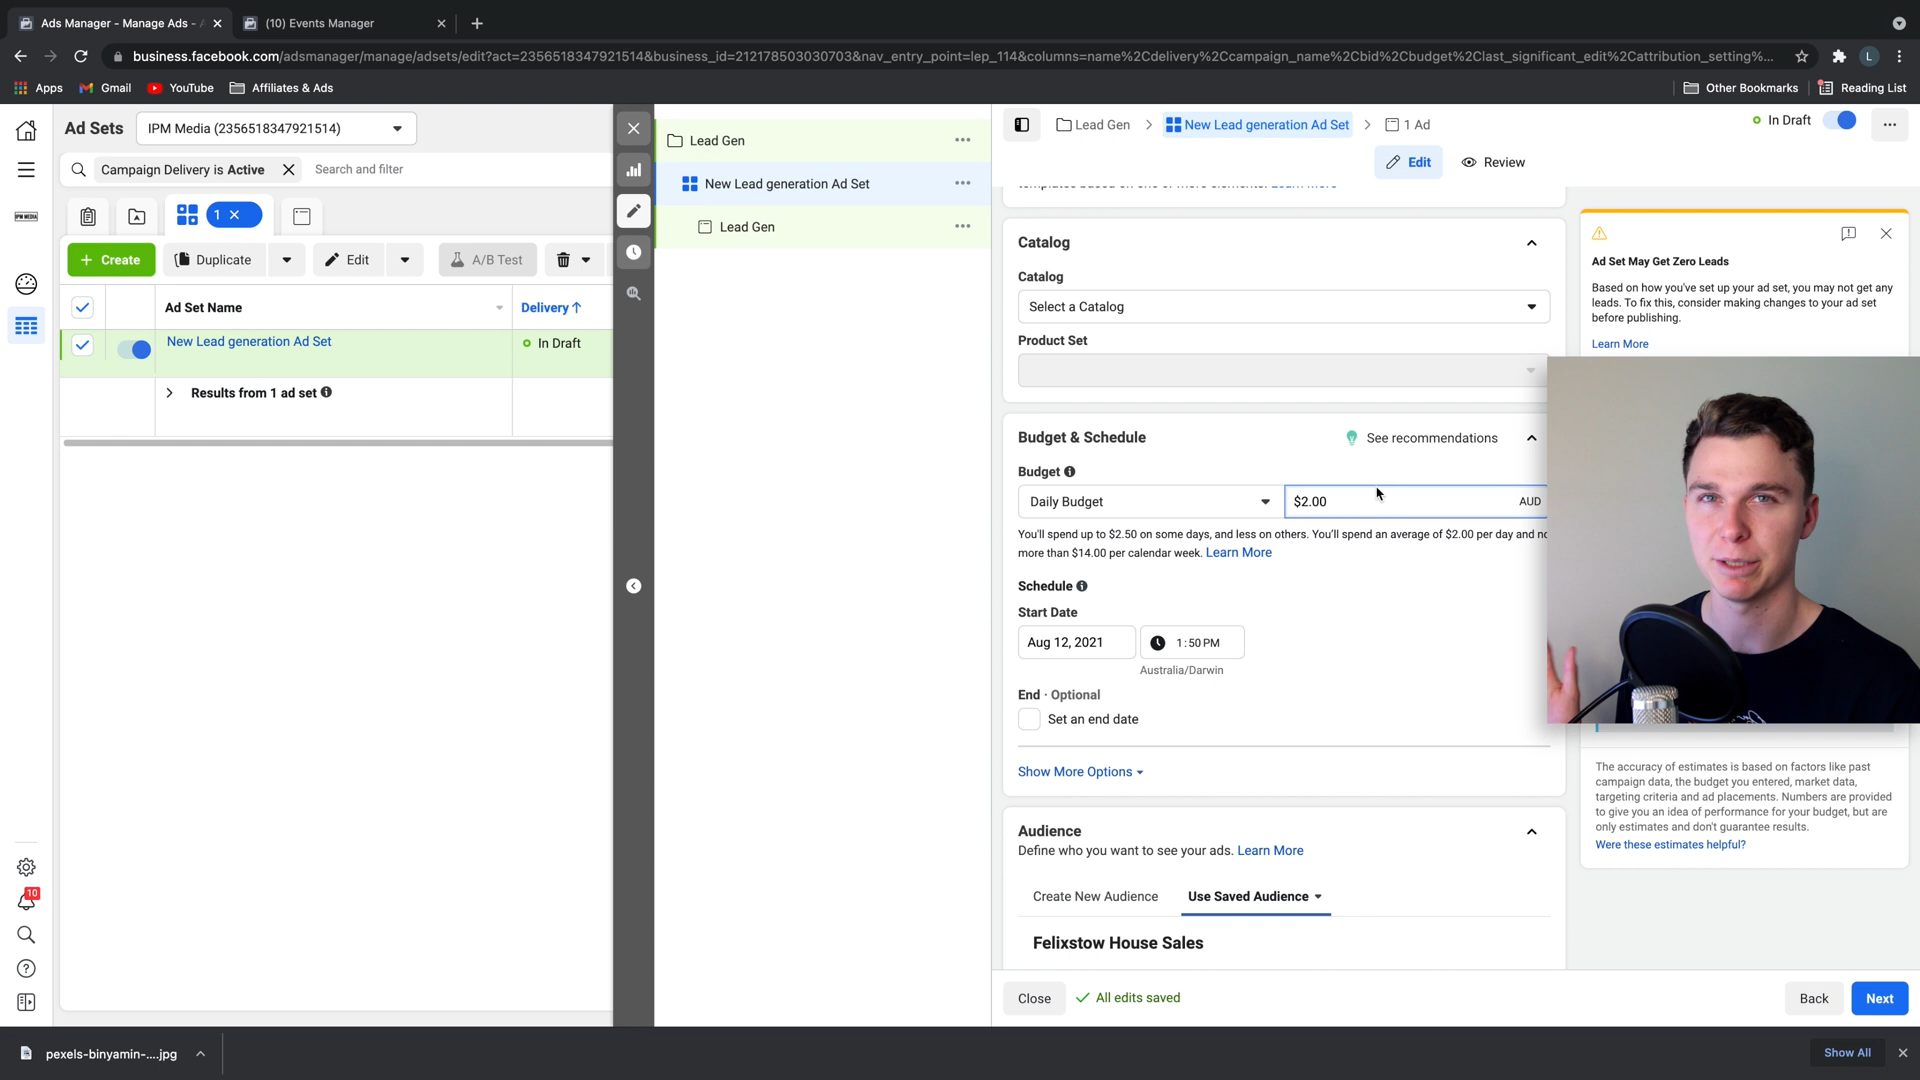 Ads Manager - Manage Ads -
(10) Events Manager
business.facebook.com/adsmanager/manage/adsets/edit?act=2356518347921514&business_id=212178503030703&nav_entry_point=lep_114&columns=name%2Cdelivery%2Ccampaign_name%2Cbid%2Cbudget%2Clast_significant_edit%2Cattribution_setting%...
L
Apps
Gmail
YouTube
Affiliates & Ads
Other Bookmarks
Reading List
Ad Sets
IPM Media (2356518347921514)
Campaign Delivery is Active
Search and filter
IPM MEDIA
1
+ Create
Duplicate
Edit
A/B Test
Ad Set Name
Delivery↑
New Lead generation Ad Set
In Draft
Results from 1 ad set
10
Lead Gen
New Lead generation Ad Set
Lead Gen
Lead Gen
New Lead generation Ad Set
1 Ad
In Draft
Edit
Review
Catalog
Catalog
Select a Catalog
Product Set
Budget & Schedule
See recommendations
Budget
Daily Budget
$2.00
AUD
You'll spend up to $2.50 on some days, and less on others. You'll spend an average of $2.00 per day and no
more than $14.00 per calendar week. Learn More
Schedule
Start Date
Aug 12, 2021
1:50 PM
Australia/Darwin
End · Optional
Set an end date
Show More Options
Audience
Define who you want to see your ads. Learn More
Create New Audience
Use Saved Audience
Felixstow House Sales
Close
All edits saved
Back
Next
Ad Set May Get Zero Leads
Based on how you've set up your ad set, you may not get any
leads. To fix this, consider making changes to your ad set
before publishing.
Learn More
The accuracy of estimates is based on factors like past
campaign data, the budget you entered, market data,
targeting criteria and ad placements. Numbers are provided
to give you an idea of performance for your budget, but are
only estimates and don't guarantee results.
Were these estimates helpful?
pexels-binyamin-....jpg
Show All